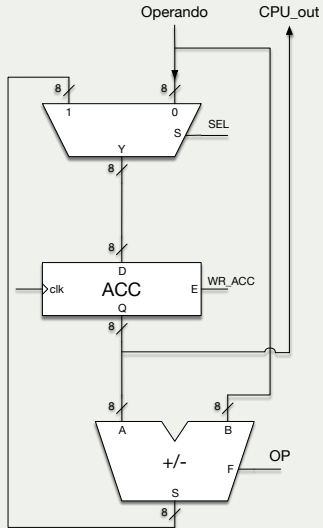 Operando CPU_out
8 8
1 0
S SEL
Y
8
8
D
clk ACC E WR_ACC
Q
8
8 8
A B
+/- F OP
S
8